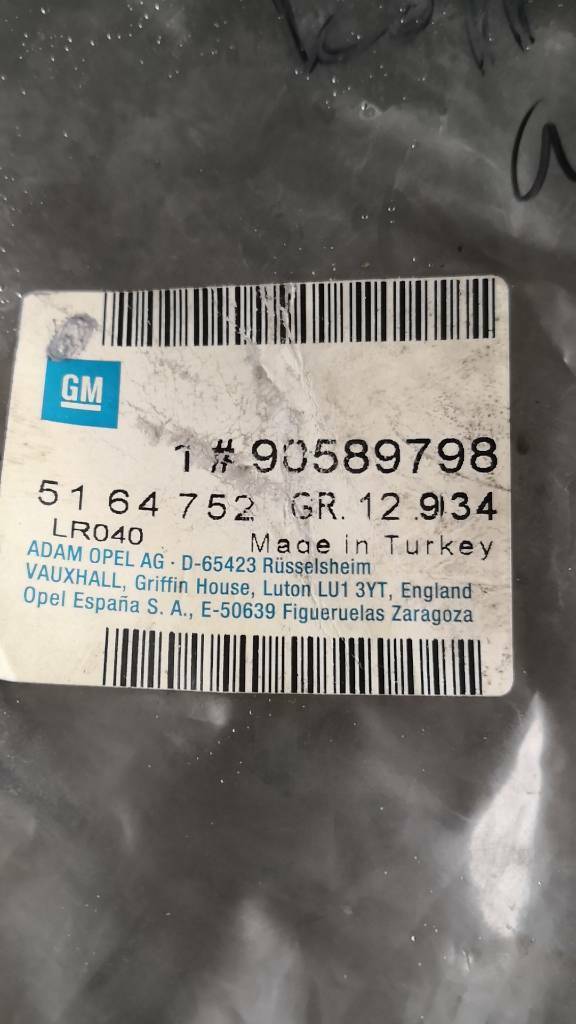 GM
1 # 90589798
51 64 752 GR. 12.934
LR040
Made in Turkey
ADAM OPEL AG · D-65423 Rüsselsheim
VAUXHALL, Griffin House, Luton LU1 3YT, England
Opel España S. A., E-50639 Figueruelas Zaragoza